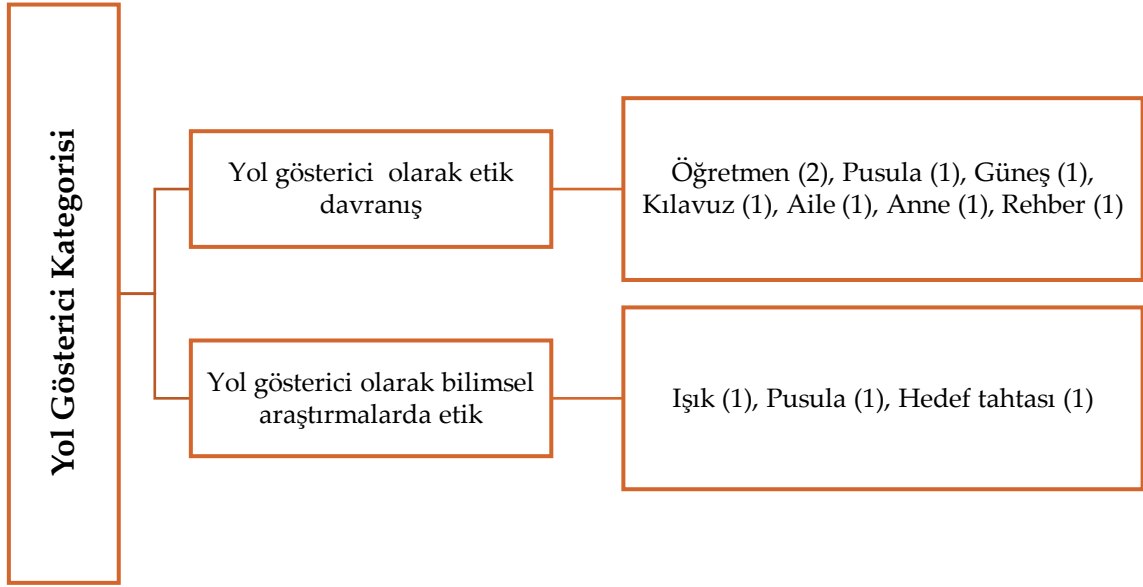 Yol Gösterici Kategorisi
Yol gösterici olarak etik
davranış
Öğretmen (2), Pusula (1), Güneş (1),
Kılavuz (1), Aile (1), Anne (1), Rehber (1)
Yol gösterici olarak bilimsel
araştırmalarda etik
Işık (1), Pusula (1), Hedef tahtası (1)